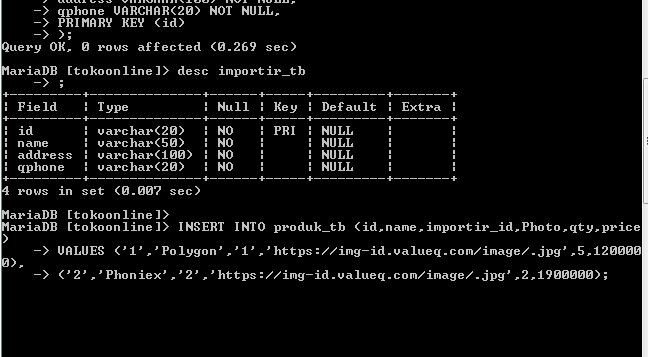 -> address VARCHAR(100) NOT NULL,
-> qphone VARCHAR(20) NOT NULL,
-> PRIMARY KEY (id)
-> );
Query OK, 0 rows affected (0.269 sec)
MariaDB [tokoonline]> desc importir_tb
-> ;
+---------+--------------+------+-----+---------+-------+
| Field | Type | Null | Key | Default | Extra |
+---------+--------------+------+-----+---------+-------+
| id | varchar(20) | NO | PRI | NULL | |
| name | varchar(50) | NO | | NULL | |
| address | varchar(100) | NO | | NULL | |
| qphone | varchar(20) | NO | | NULL | |
+---------+--------------+------+-----+---------+-------+
4 rows in set (0.007 sec)
MariaDB [tokoonline]>
MariaDB [tokoonline]> INSERT INTO produk_tb (id,name,importir_id,Photo,qty,price
)
-> VALUES ('1','Polygon','1','https://img-id.valueq.com/image/.jpg',5,120000
0),
-> ('2','Phoniex','2','https://img-id.valueq.com/image/.jpg',2,1900000);